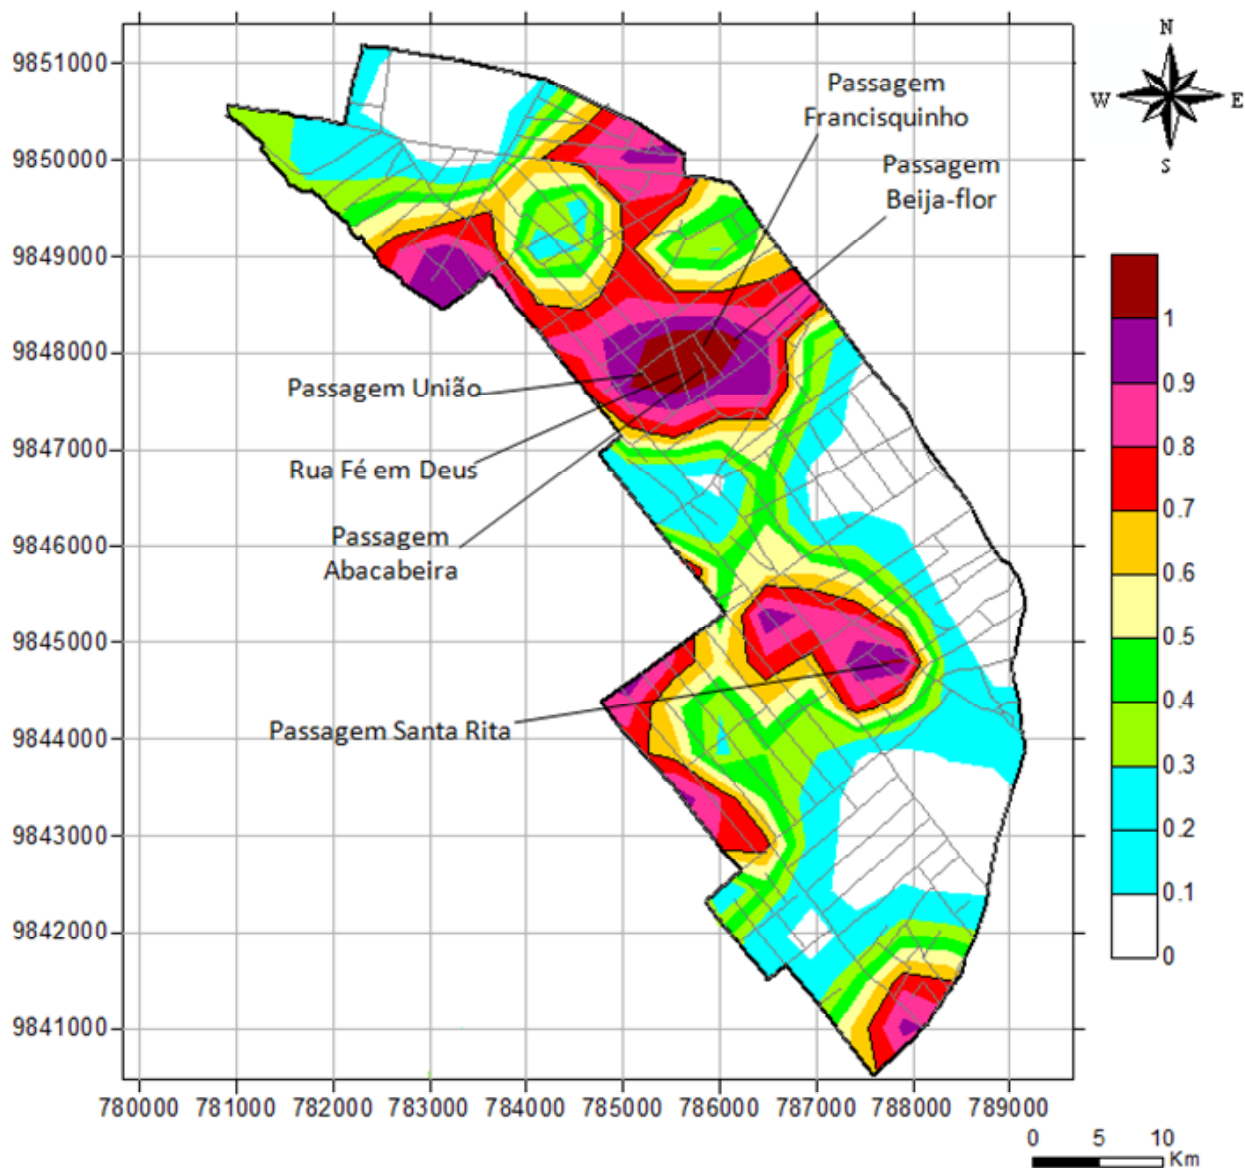 N
W E
S
9851000
9850000
9849000
9848000
9847000
9846000
9845000
9844000
9843000
9842000
9841000
Passagem
Francisquinho
Passagem
Beija-flor
Passagem União
Rua Fé em Deus
Passagem
Abacabeira
Passagem Santa Rita
1
0.9
0.8
0.7
0.6
0.5
0.4
0.3
0.2
0.1
0
780000 781000 782000 783000 784000 785000 786000 787000 788000 789000
0 5 10
Km